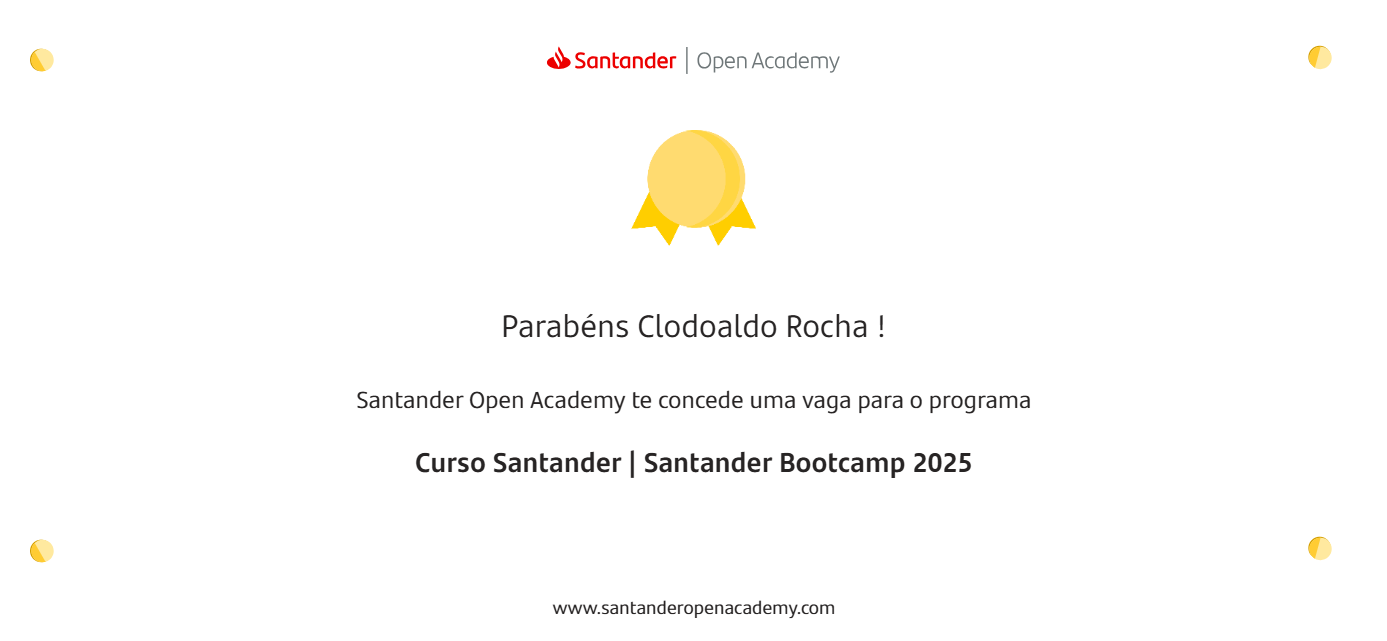 Santander | Open Academy
Parabéns Clodoaldo Rocha !
Santander Open Academy te concede uma vaga para o programa
Curso Santander | Santander Bootcamp 2025
www.santanderopenacademy.com